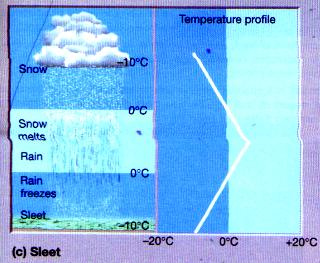 Temperature profile
–10°C
Snow
0°C
Snow
melts
Rain
0°C
Rain
freezes
Sleet
–10°C
–20°C
0°C
+20°C
(c) Sleet